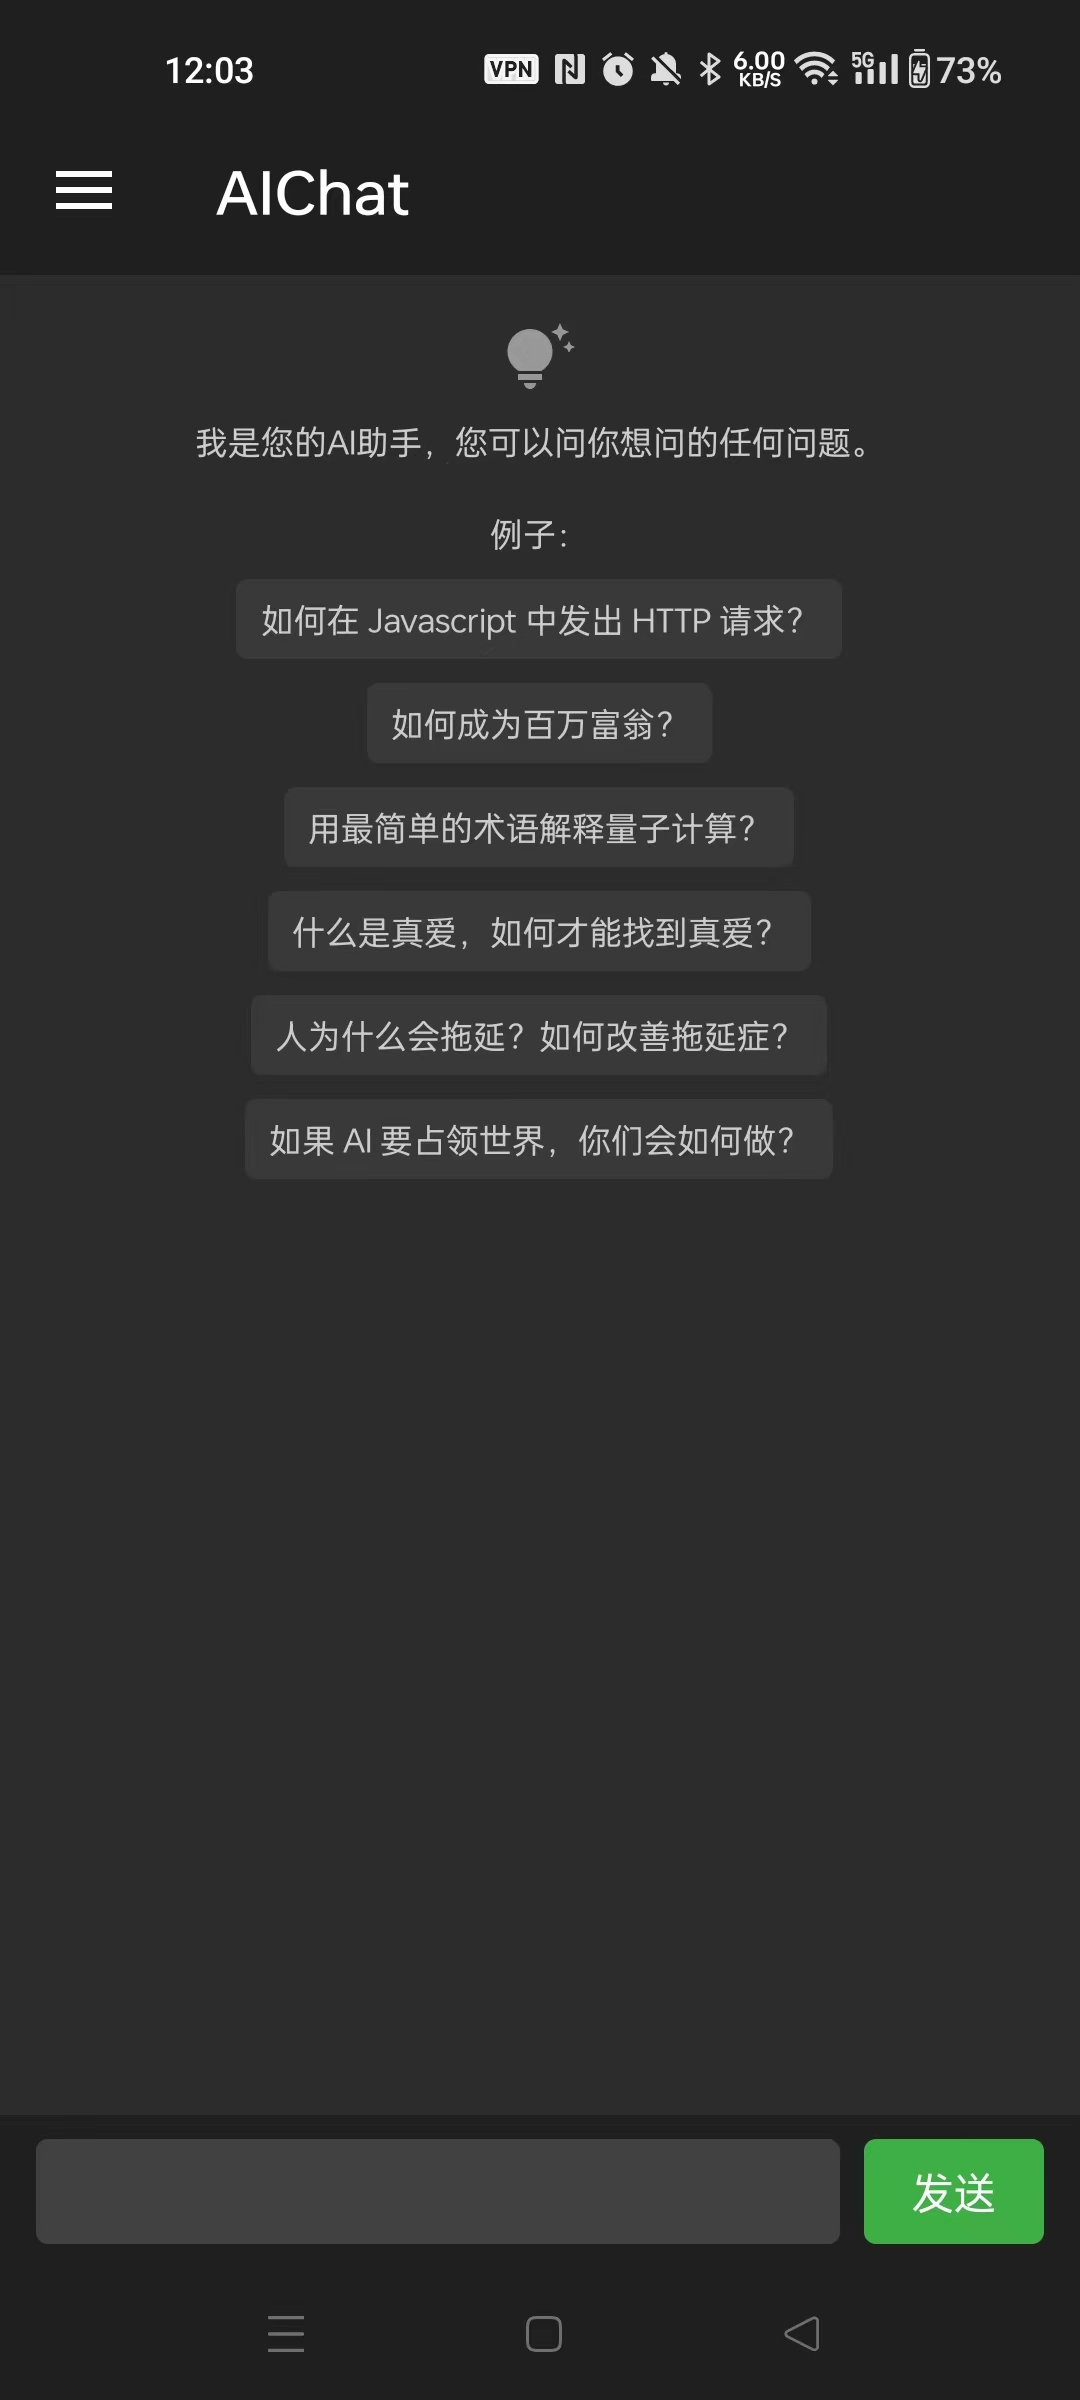 12:03
VPN
6.00
KB/S
5G
73%
AIChat
我是您的AI助手，您可以问你想问的任何问题。
例子：
如何在 Javascript 中发出 HTTP 请求？
如何成为百万富翁？
用最简单的术语解释量子计算？
什么是真爱，如何才能找到真爱？
人为什么会拖延？如何改善拖延症？
如果 AI 要占领世界，你们会如何做？
发送